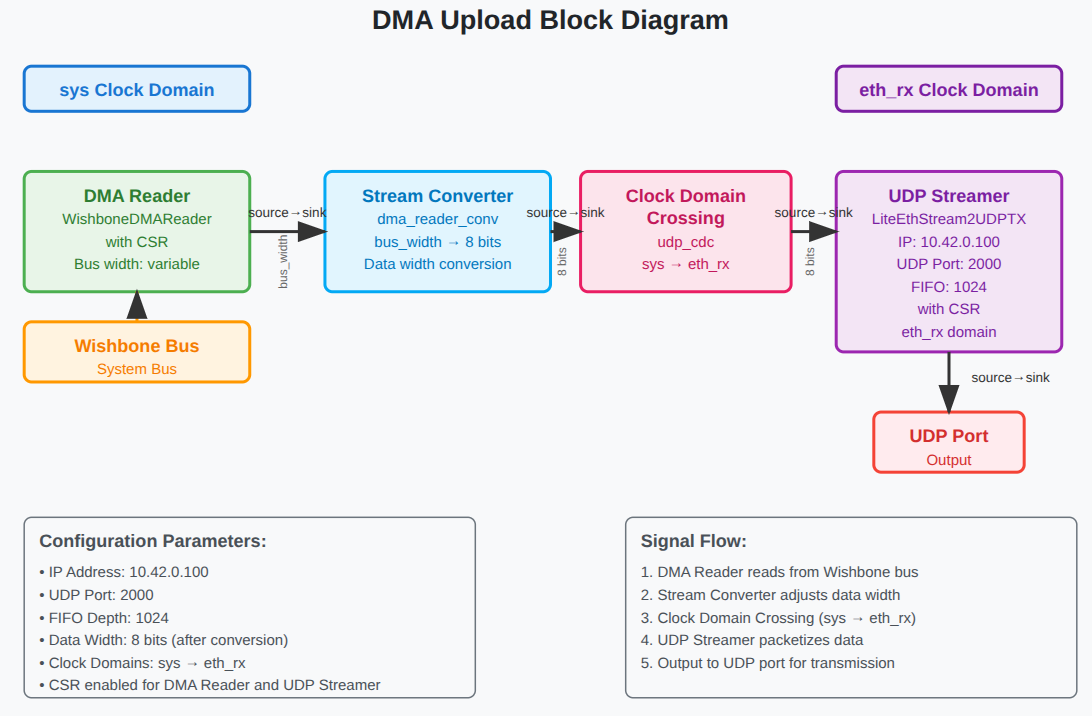 DMA Upload Block Diagram
sys Clock Domain
eth_rx Clock Domain
DMA Reader
WishboneDMAReader
with CSR
Bus width: variable
source→sink
bus_width
Stream Converter
dma_reader_conv
bus_width → 8 bits
Data width conversion
source→sink
8 bits
Clock Domain
Crossing
udp_cdc
sys → eth_rx
source→sink
8 bits
UDP Streamer
LiteEthStream2UDPTX
IP: 10.42.0.100
UDP Port: 2000
FIFO: 1024
with CSR
eth_rx domain
Wishbone Bus
System Bus
source→sink
UDP Port
Output
Configuration Parameters:
• IP Address: 10.42.0.100
• UDP Port: 2000
• FIFO Depth: 1024
• Data Width: 8 bits (after conversion)
• Clock Domains: sys → eth_rx
• CSR enabled for DMA Reader and UDP Streamer
Signal Flow:
1. DMA Reader reads from Wishbone bus
2. Stream Converter adjusts data width
3. Clock Domain Crossing (sys → eth_rx)
4. UDP Streamer packetizes data
5. Output to UDP port for transmission